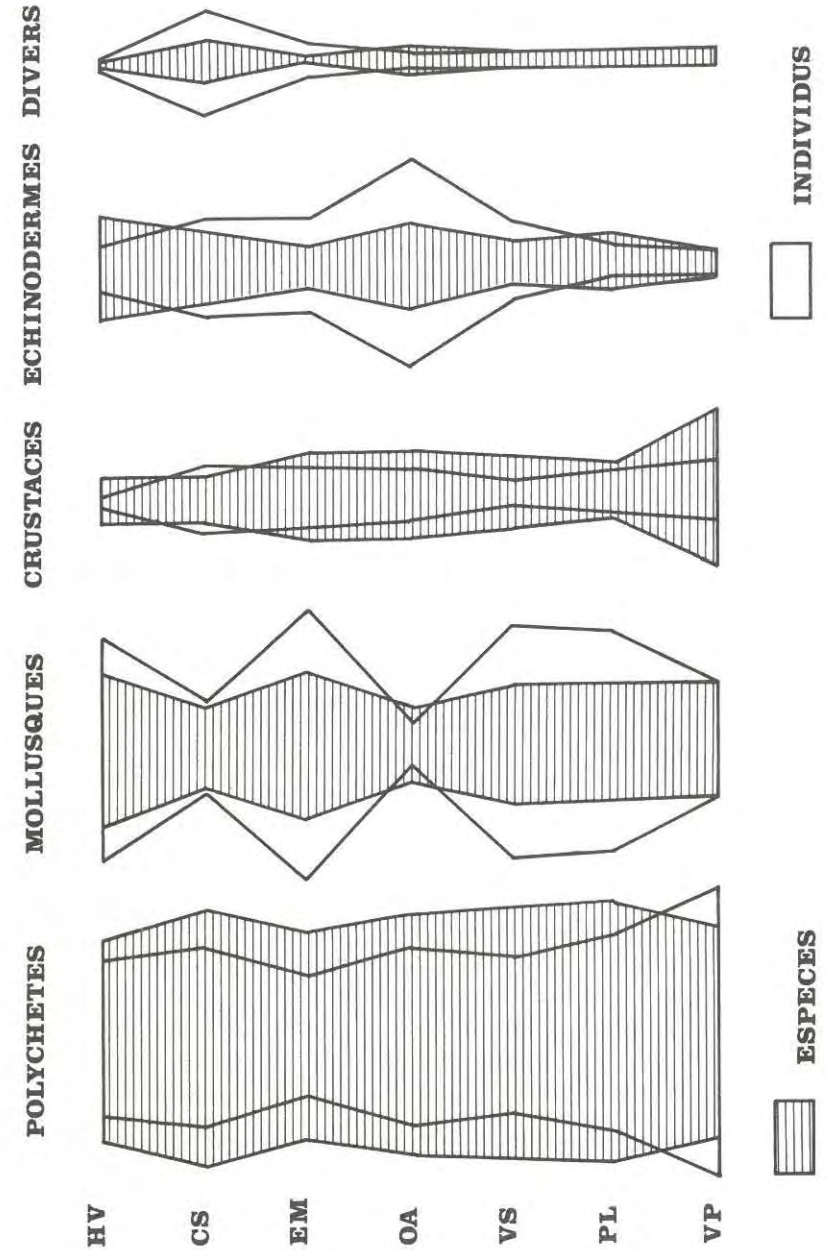 POLYCHETES
MOLLUSQUES
CRUSTACES
ECHINODERMES
DIVERS
HV
CS
EM
OA
VS
PL
VP
ESPECES
INDIVIDUS